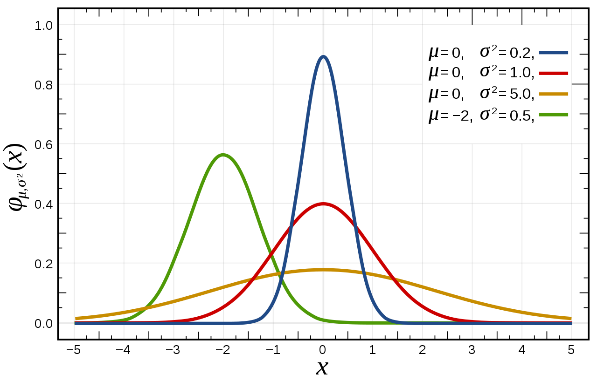 1.0
0.8
0.6
0.4
0.2
0.0
φμ,σ²(x)
μ= 0, σ²= 0.2,
μ= 0, σ²= 1.0,
μ= 0, σ²= 5.0,
μ= −2, σ²= 0.5,
−5 −4 −3 −2 −1 0 1 2 3 4 5
x